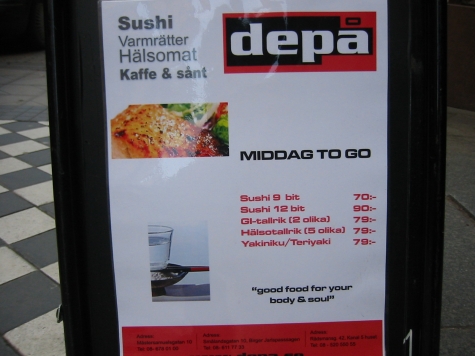 Sushi
Varmrätter
Hälsomat
Kaffe & sånt
depå
MIDDAG TO GO
Sushi 9 bit 70:-
Sushi 12 bit 90:-
GI-tallrik (2 olika) 79:-
Hälsotallrik (5 olika) 79:-
Yakiniku/Teriyaki 79:-
"good food for your
body & soul"
1